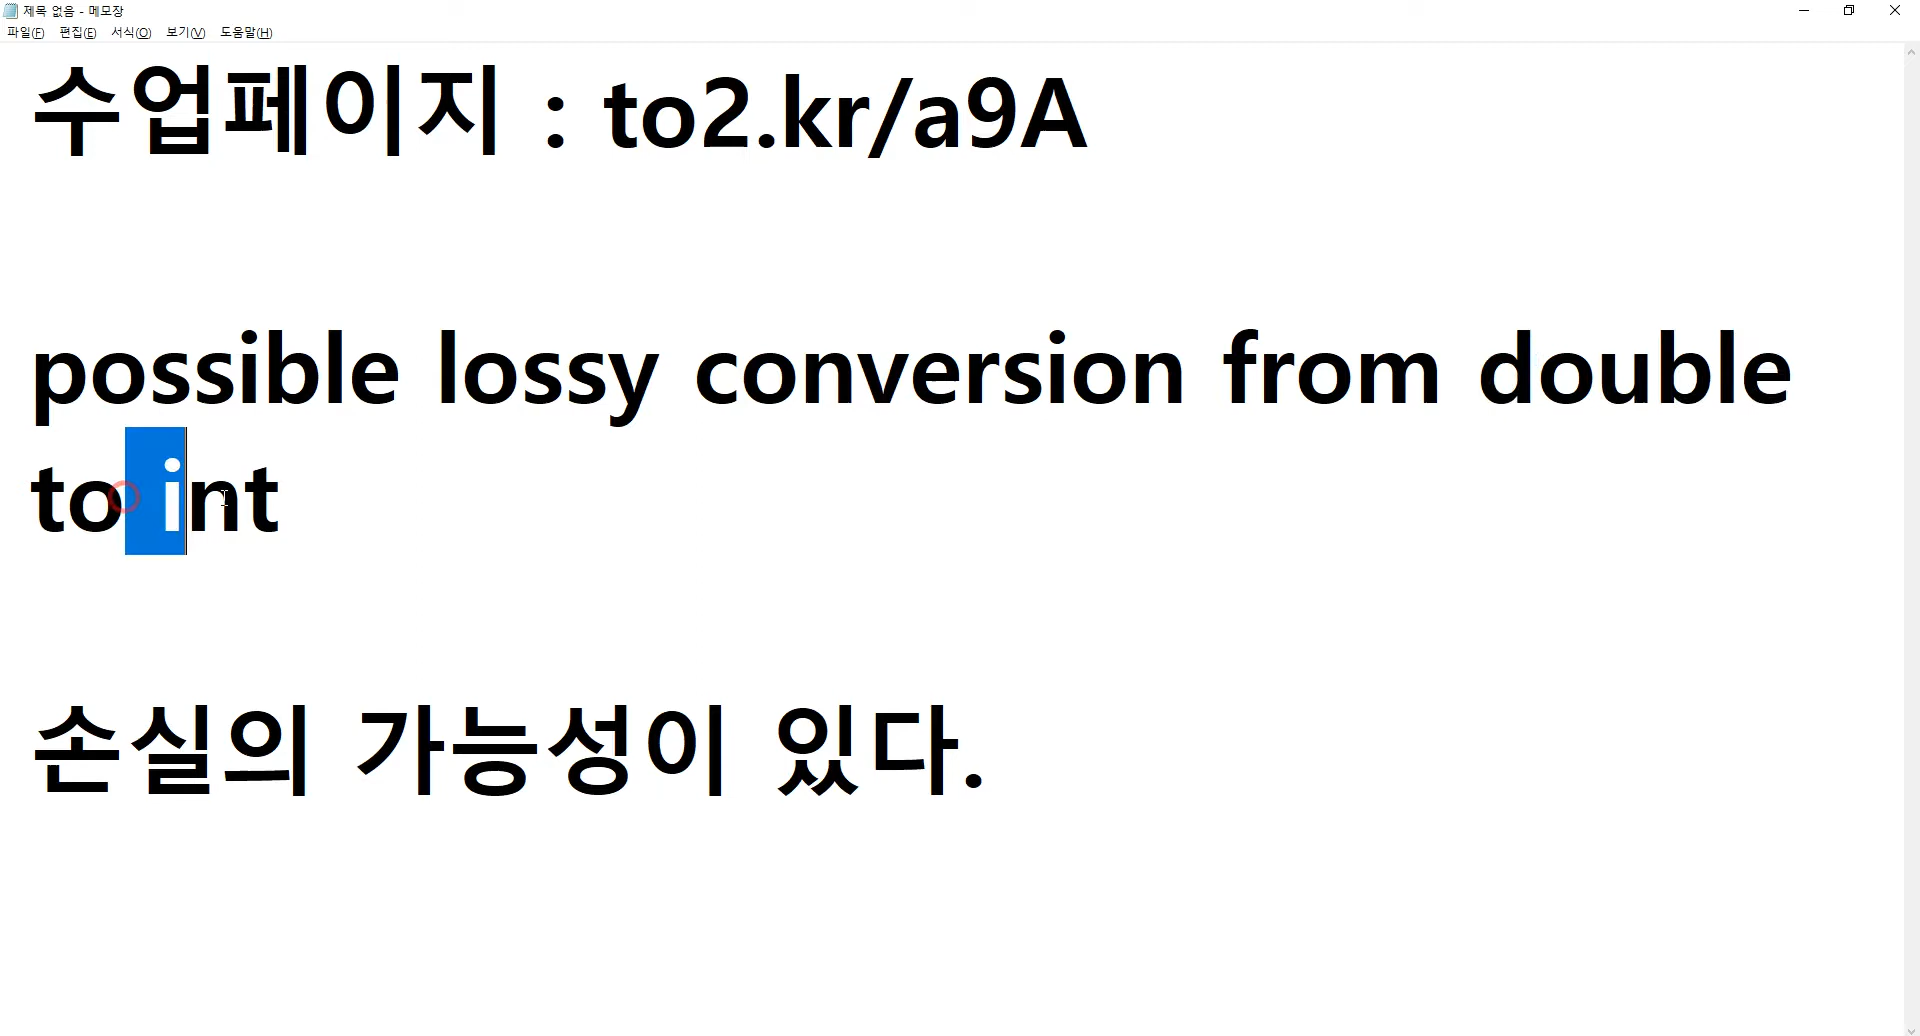 제목 없음 - 메모장
파일(F) 편집(E) 서식(O) 보기(V) 도움말(H)
수업페이지 : to2.kr/a9A
possible lossy conversion from double
to int
손실의 가능성이 있다.